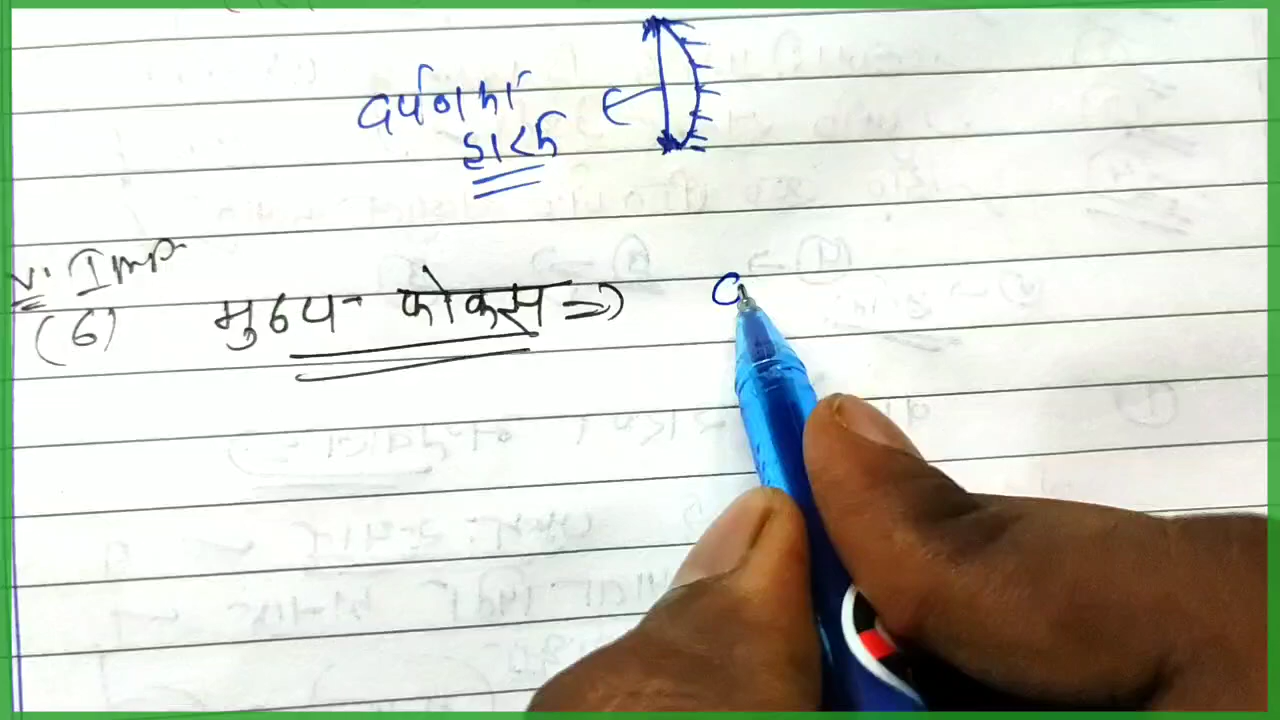 दर्पण का
द्वारक
V. Imp
(6) मुख्य - फोकस =>